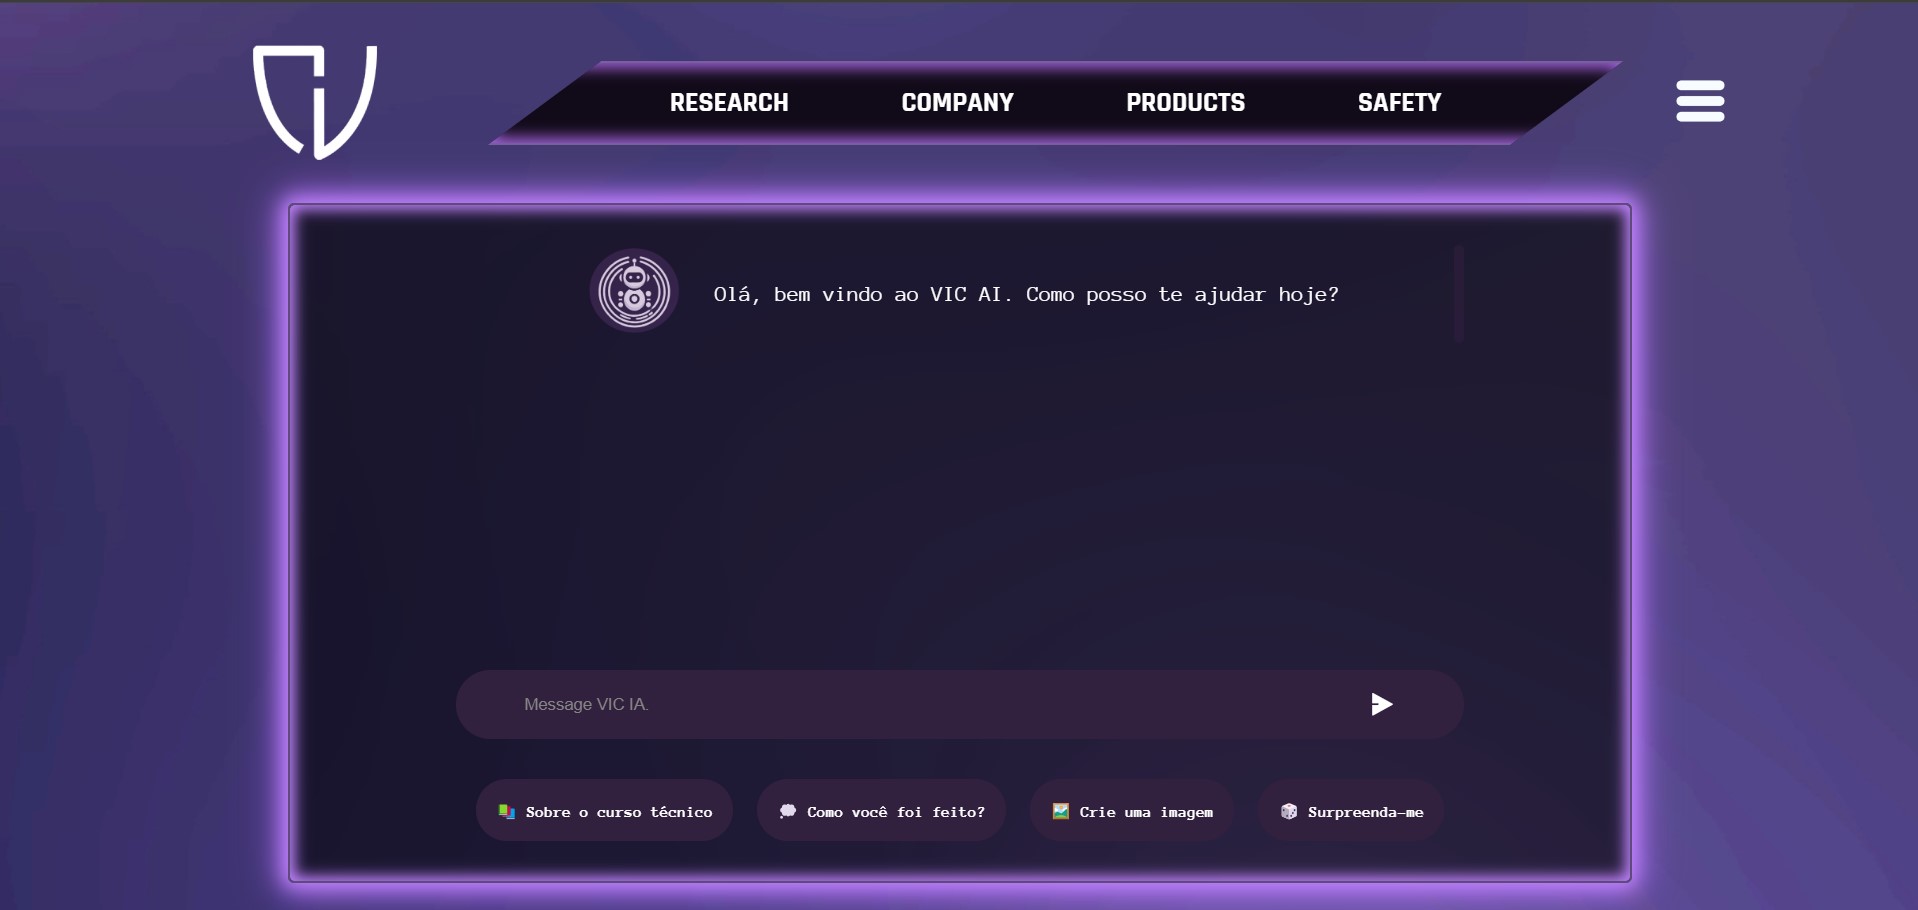 RESEARCH COMPANY PRODUCTS SAFETY
Olá, bem vindo ao VIC AI. Como posso te ajudar hoje?
Message VIC IA.
Sobre o curso técnico Como você foi feito? Crie uma imagem Surpreenda-me